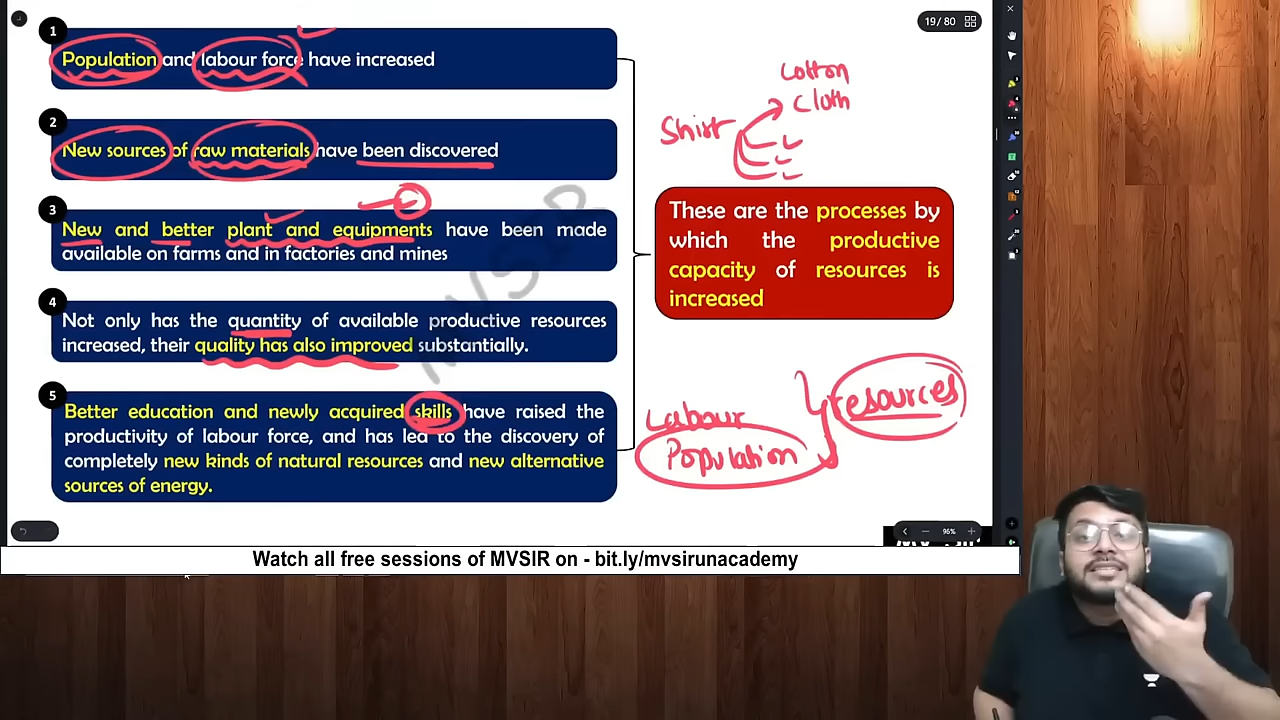 19/80
1
Population and labour force have increased
2
New sources of raw materials have been discovered
3
New and better plant and equipments have been made
available on farms and in factories and mines
4
Not only has the quantity of available productive resources
increased, their quality has also improved substantially.
5
Better education and newly acquired skills have raised the
productivity of labour force, and has led to the discovery of
completely new kinds of natural resources and new alternative
sources of energy.
Cotton
Cloth
Shirt
These are the processes by
which the productive
capacity of resources is
increased
resources
Labour
Population
MVSIR
96%
Watch all free sessions of MVSIR on - bit.ly/mvsirunacademy